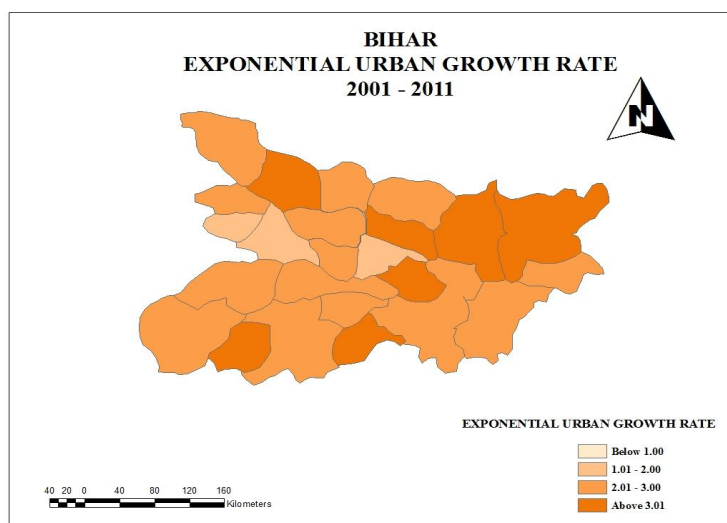 BIHAR
EXPONENTIAL URBAN GROWTH RATE
2001 - 2011
N
EXPONENTIAL URBAN GROWTH RATE
Below 1.00
1.01 - 2.00
2.01 - 3.00
Above 3.01
40 20 0 40 80 120 160
Kilometers